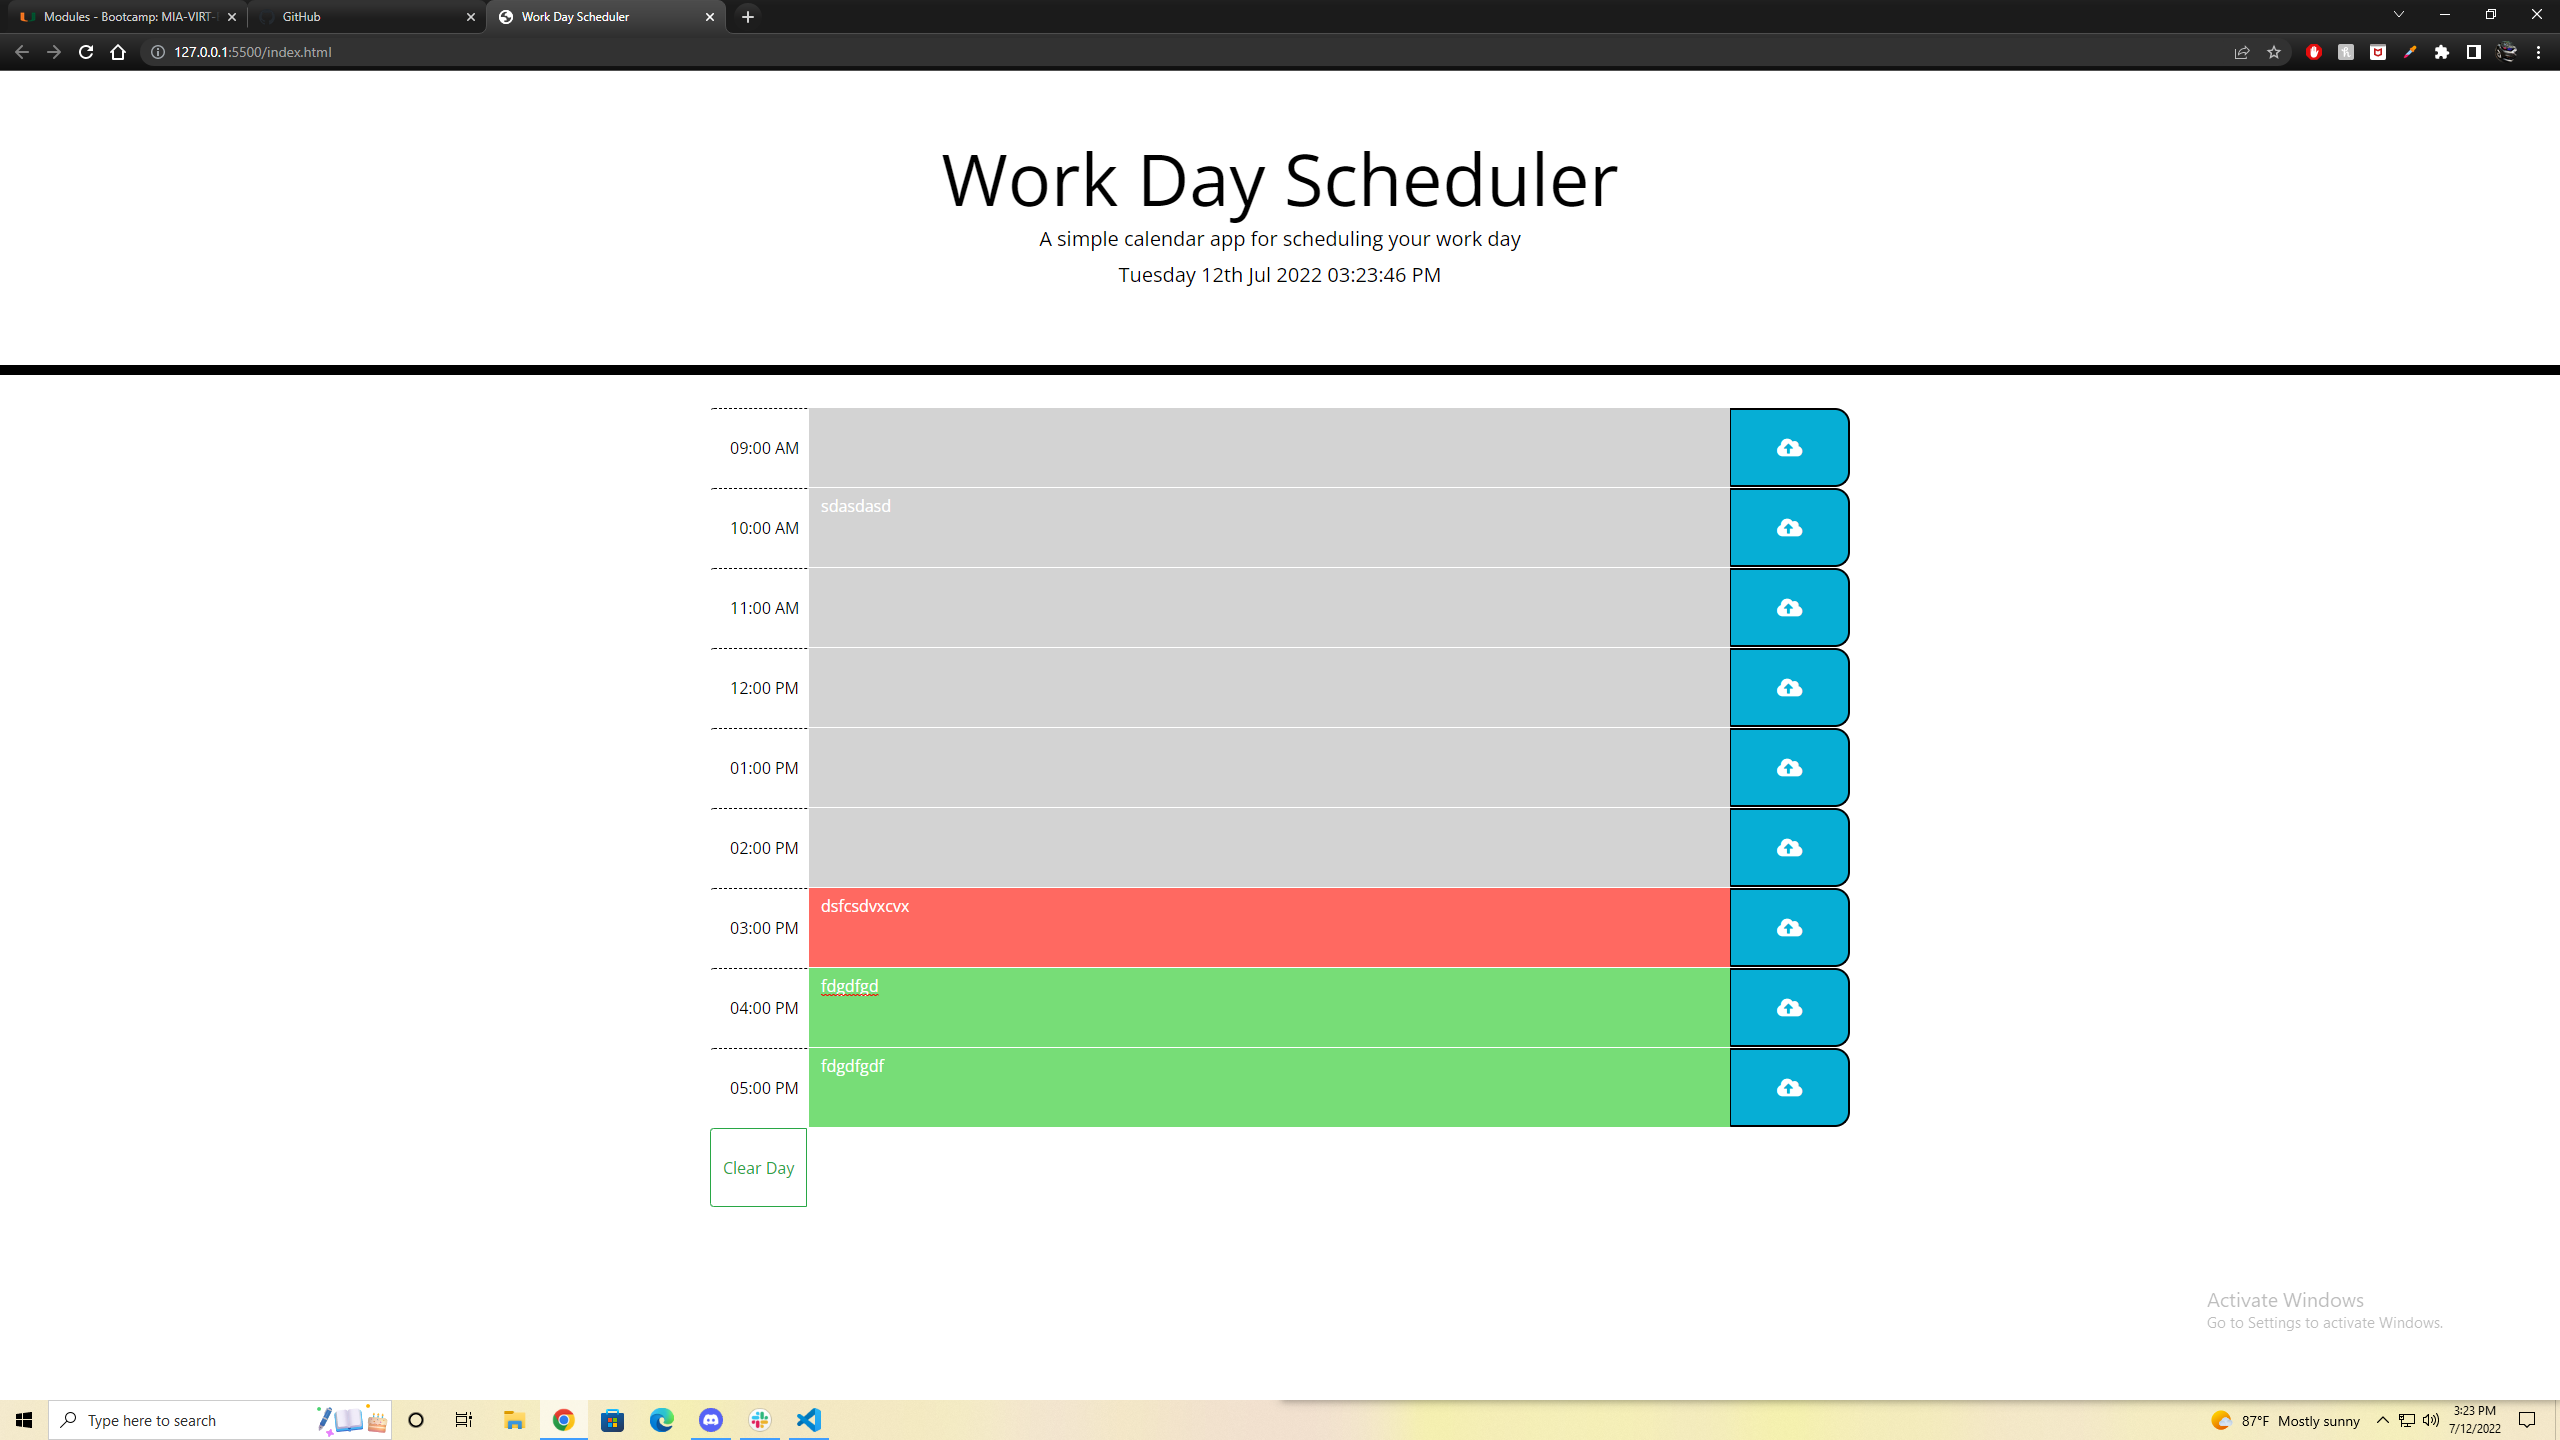 Modules - Bootcamp: MIA-VIRT-
GitHub
Work Day Scheduler
127.0.0.1:5500/index.html
Work Day Scheduler
A simple calendar app for scheduling your work day
Tuesday 12th Jul 2022 03:23:46 PM
09:00 AM
10:00 AM sdasdasd
11:00 AM
12:00 PM
01:00 PM
02:00 PM
03:00 PM dsfcsdvxcvx
04:00 PM fdgdfgd
05:00 PM fdgdfgdf
Clear Day
Activate Windows
Go to Settings to activate Windows.
Type here to search
87°F Mostly sunny
3:23 PM
7/12/2022